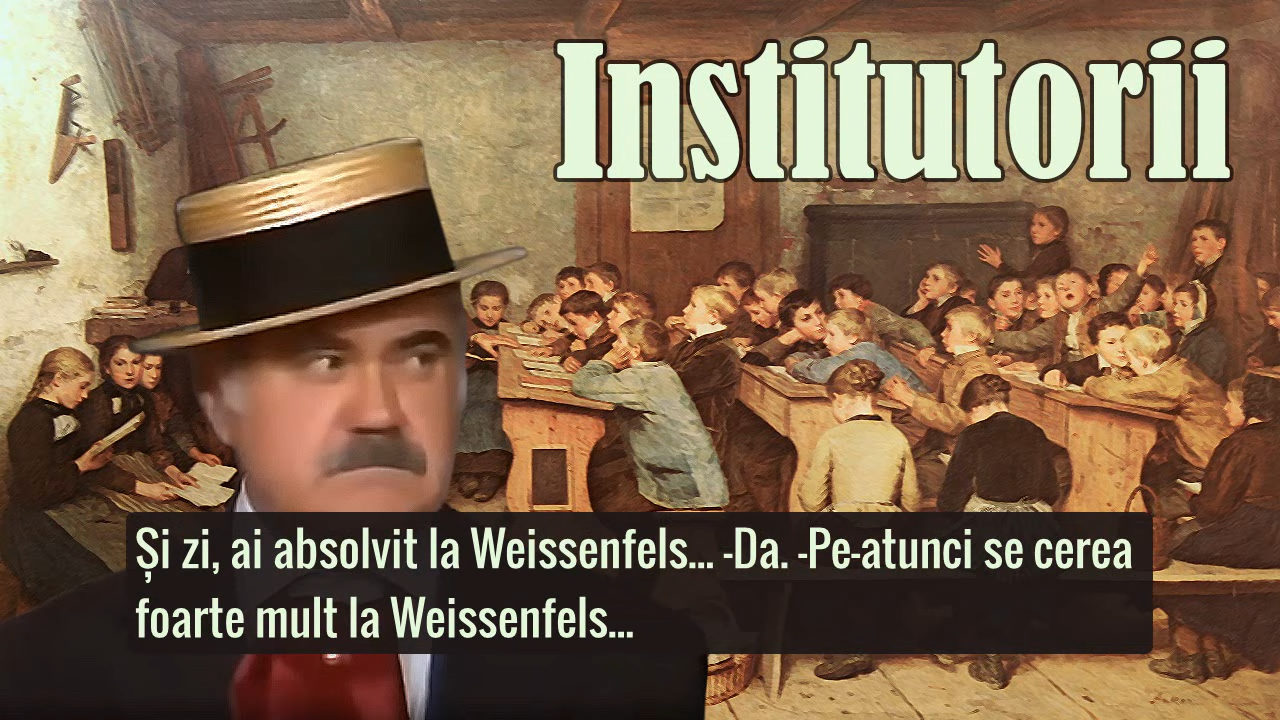 Institutorii
Și zi, ai absolvit la Weissenfels... -Da. -Pe-atunci se cerea
foarte mult la Weissenfels...